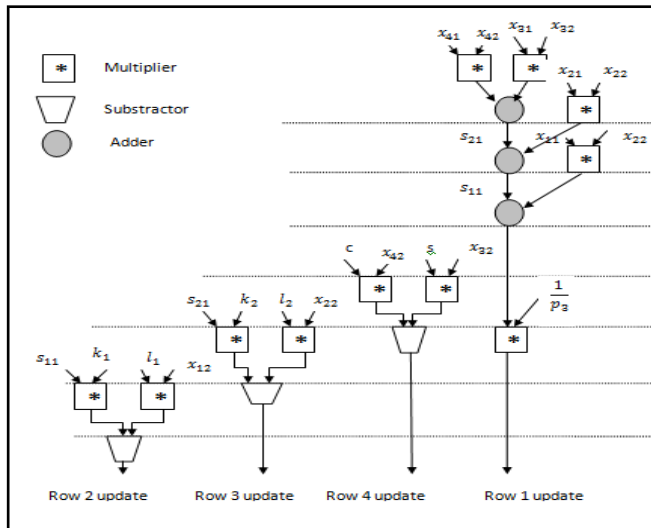 x₄₁ x₄₂ x₃₁ x₃₂
* Multiplier
* *
x₂₁ x₂₂
Substractor
*
Adder
s₂₁ x₁₁ x₂₂
*
s₁₁
c x₄₂ s x₃₂
* *
s₂₁ k₂ l₂ x₂₂
1/p₃
* * *
s₁₁ k₁ l₁ x₁₂
* *
Row 2 update Row 3 update Row 4 update Row 1 update